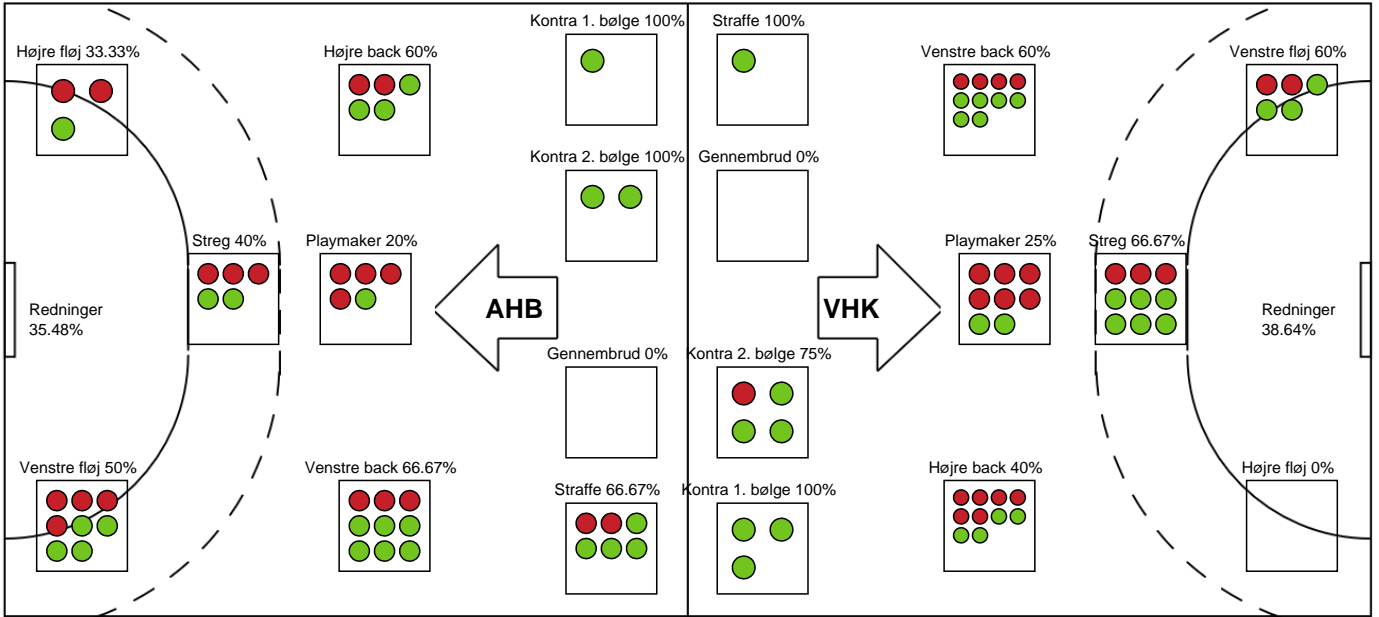 Kontra 1. bølge 100%
Straffe 100%
Højre fløj 33.33%
Højre back 60%
Venstre back 60%
Venstre fløj 60%
Kontra 2. bølge 100%
Gennembrud 0%
Streg 40%
Playmaker 20%
Playmaker 25%
Streg 66.67%
Redninger
35.48%
AHB
VHK
Redninger
38.64%
Gennembrud 0%
Kontra 2. bølge 75%
Venstre fløj 50%
Venstre back 66.67%
Straffe 66.67%
Kontra 1. bølge 100%
Højre back 40%
Højre fløj 0%